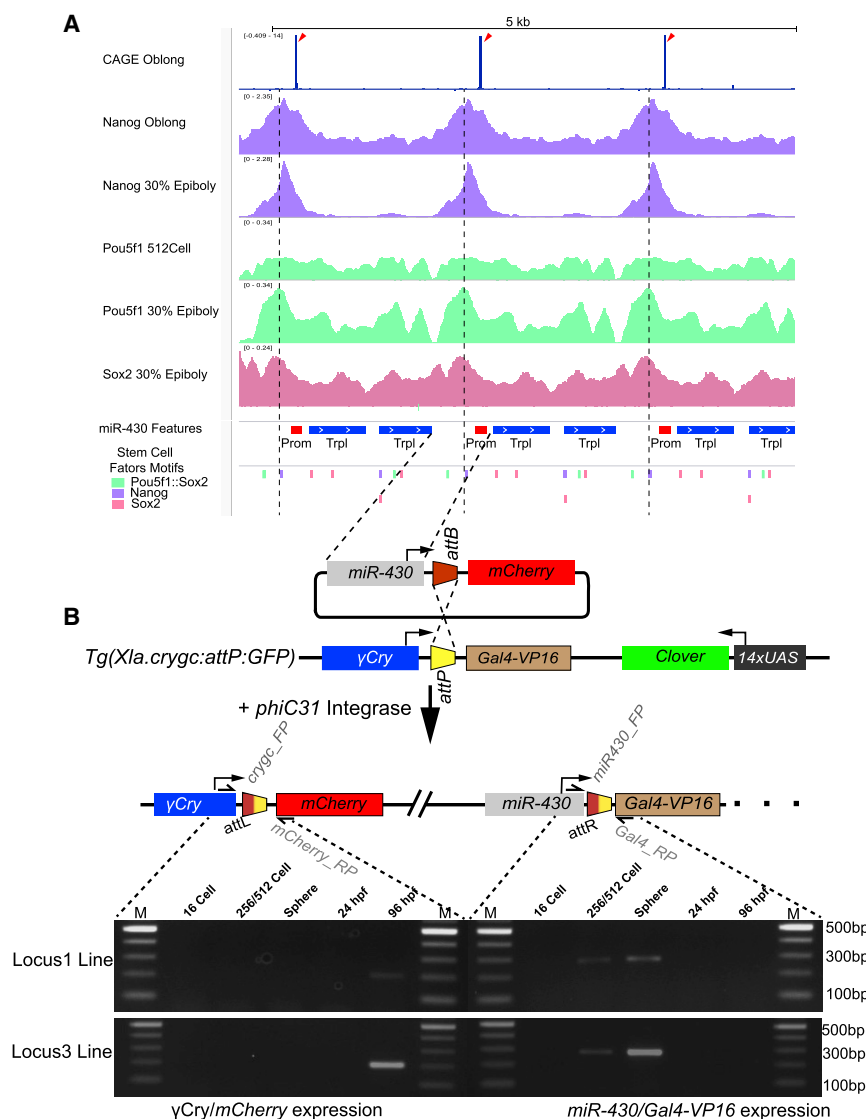 A
5 kb
[-0.409 - 14]
CAGE Oblong
[0 - 2.35]
Nanog Oblong
[0 - 2.28]
Nanog 30% Epiboly
[0 - 0.34]
Pou5f1 512Cell
[0 - 0.34]
Pou5f1 30% Epiboly
[0 - 0.24]
Sox2 30% Epiboly
miR-430 Features
Prom Trpl Trpl Prom Trpl Trpl Prom Trpl Trpl
Stem Cell
Fators Motifs
Pou5f1::Sox2
Nanog
Sox2
attB
miR-430 mCherry
B
Tg(Xla.crygc:attP:GFP) γCry Gal4-VP16 Clover 14xUAS
attP
+ phiC31 Integrase
crygc_FP miR430_FP
γCry mCherry miR-430 Gal4-VP16
attL attR
mCherry_RP Gal4_RP
M 16 Cell 256/512 Cell Sphere 24 hpf 96 hpf M M 16 Cell 256/512 Cell Sphere 24 hpf 96 hpf M
500bp
Locus1 Line 300bp
100bp
500bp
Locus3 Line 300bp
100bp
γCry/mCherry expression miR-430/Gal4-VP16 expression